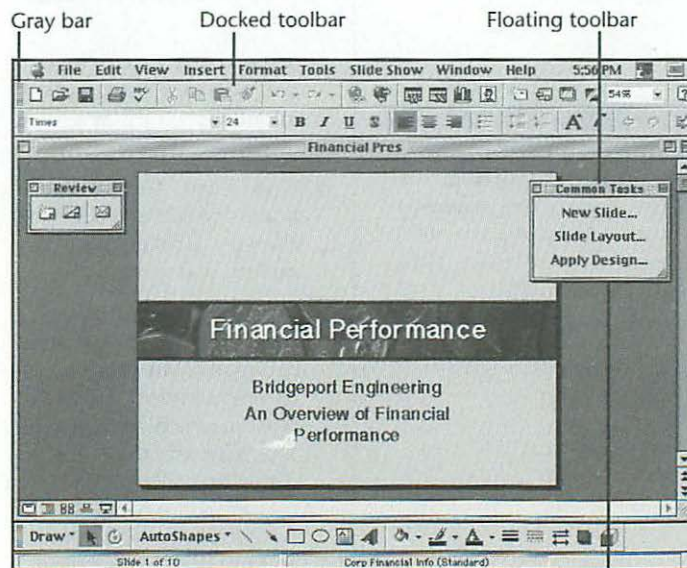 Gray bar Docked toolbar Floating toolbar
File Edit View Insert Format Tools Slide Show Window Help 5:56 PM
54%
Times 24 B I U S A A
Financial Pres
Review
Common Tasks
New Slide...
Slide Layout...
Apply Design...
Financial Performance
Bridgeport Engineering
An Overview of Financial
Performance
Draw AutoShapes A
Slide 1 of 10 Corp Financial Info (Standard)